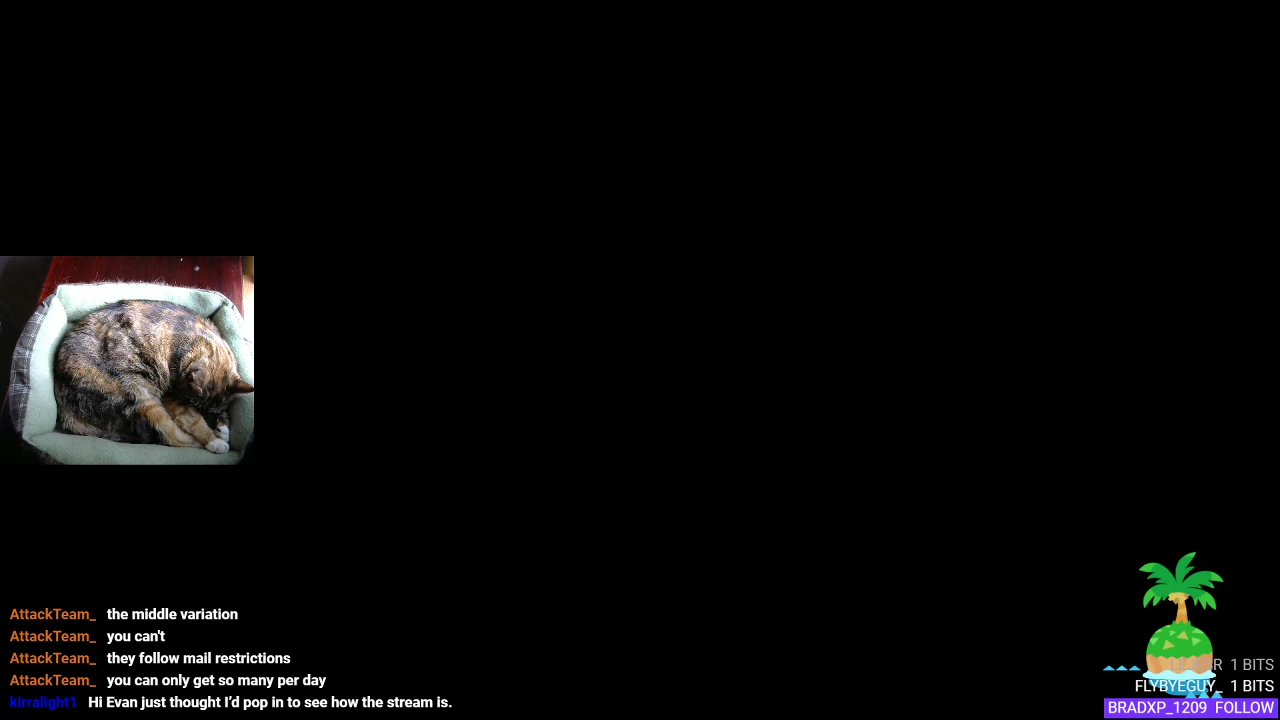 AttackTeam_ the middle variation
AttackTeam_ you can't
AttackTeam_ they follow mail restrictions
AttackTeam_ you can only get so many per day
kirralight1 Hi Evan just thought I'd pop in to see how the stream is.
1 BITS
FLYBYEGUY_ 1 BITS
BRADXP_1209 FOLLOW